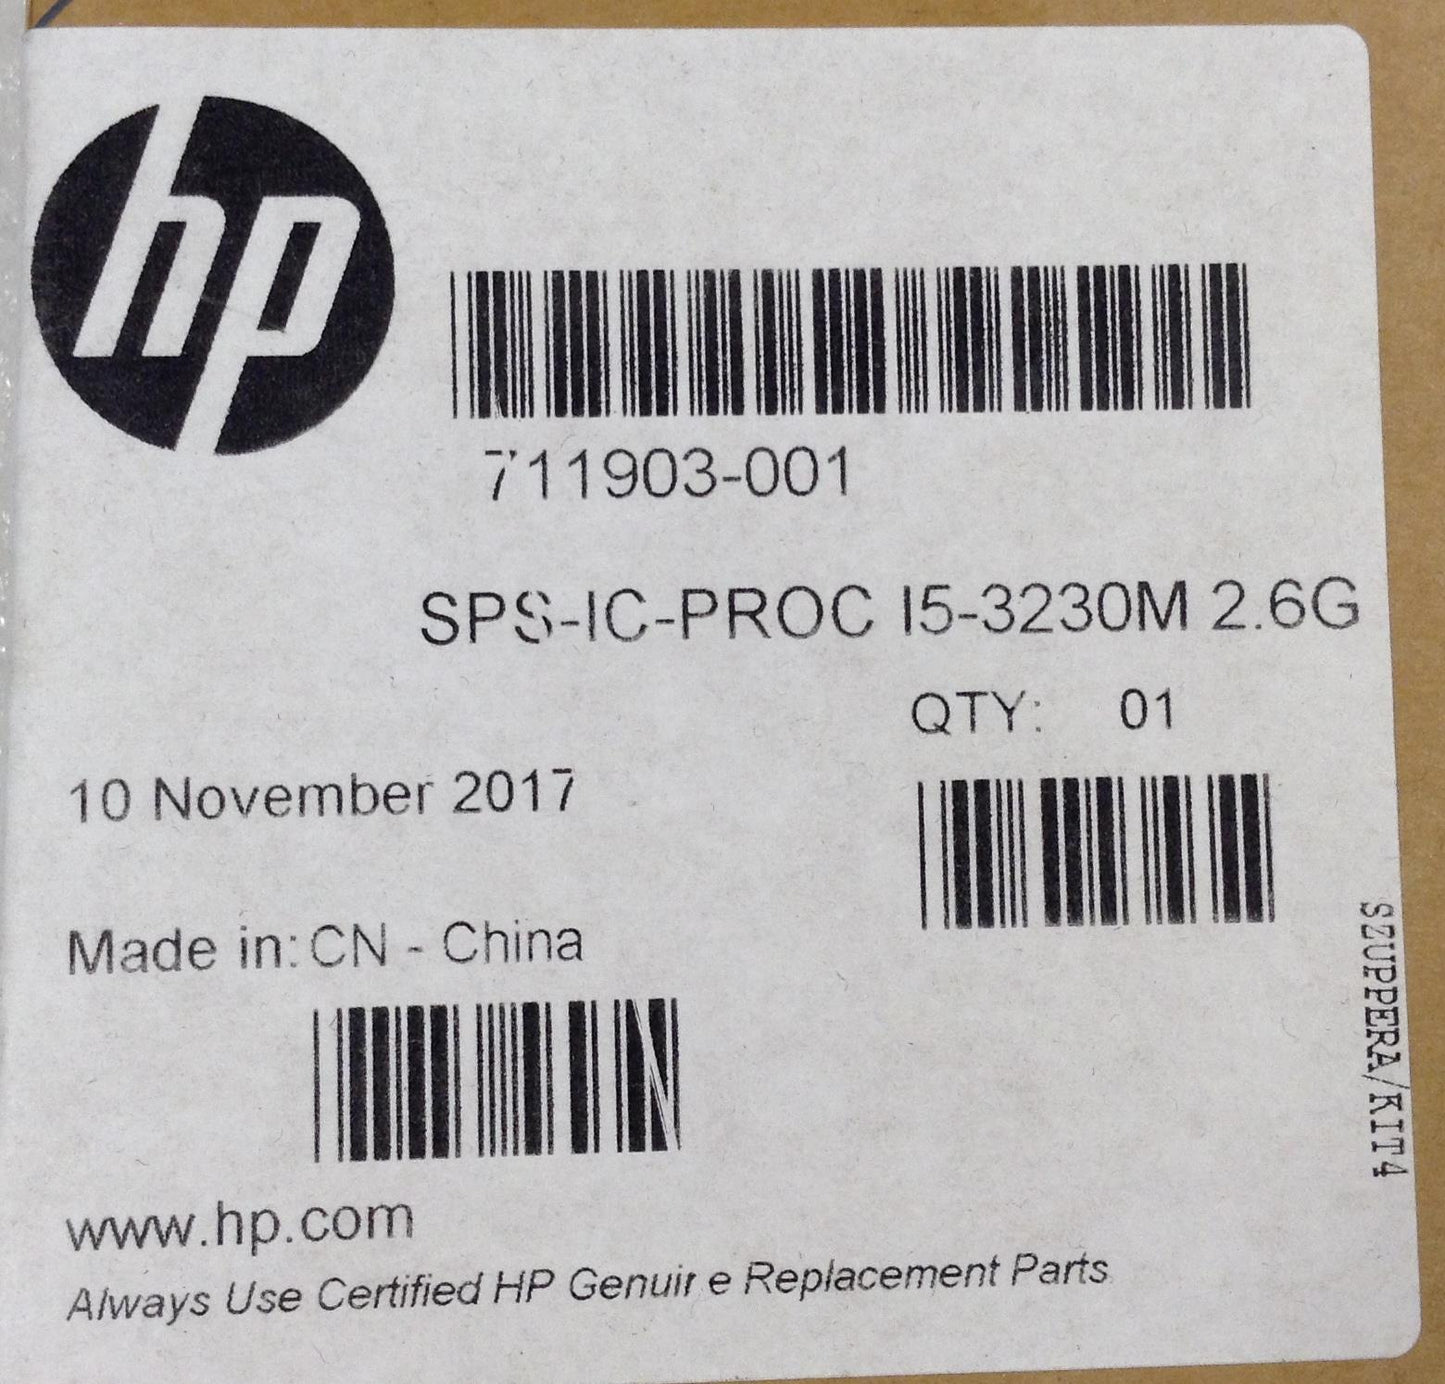 hp
711903-001
SPS-IC-PROC I5-3230M 2.6G
QTY: 01
10 November 2017
Made in: CN - China
www.hp.com
Always Use Certified HP Genuir e Replacement Parts
SZUPPERA/KIT4